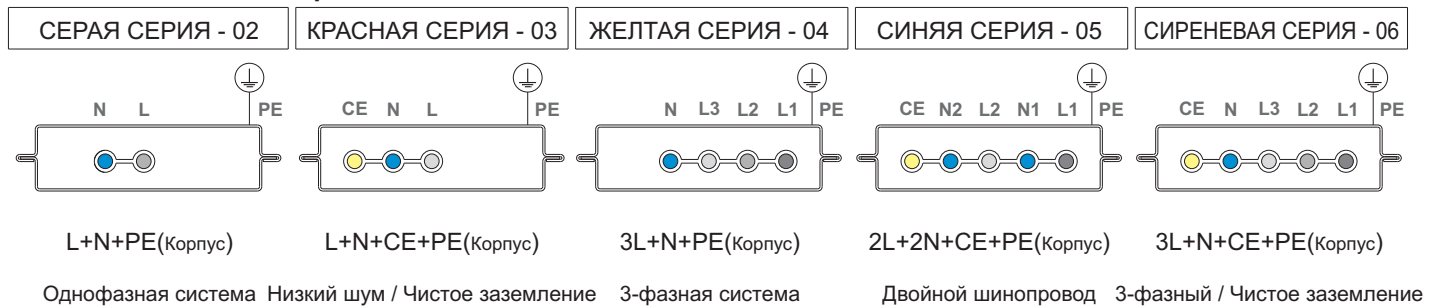 СЕРАЯ СЕРИЯ - 02
КРАСНАЯ СЕРИЯ - 03
ЖЕЛТАЯ СЕРИЯ - 04
СИНЯЯ СЕРИЯ - 05
СИРЕНЕВАЯ СЕРИЯ - 06
N L PE
CE N L PE
N L3 L2 L1 PE
CE N2 L2 N1 L1 PE
CE N L3 L2 L1 PE
L+N+PE(Корпус)
L+N+CE+PE(Корпус)
3L+N+PE(Корпус)
2L+2N+CE+PE(Корпус)
3L+N+CE+PE(Корпус)
Однофазная система
Низкий шум / Чистое заземление
3-фазная система
Двойной шинопровод
3-фазный / Чистое заземление